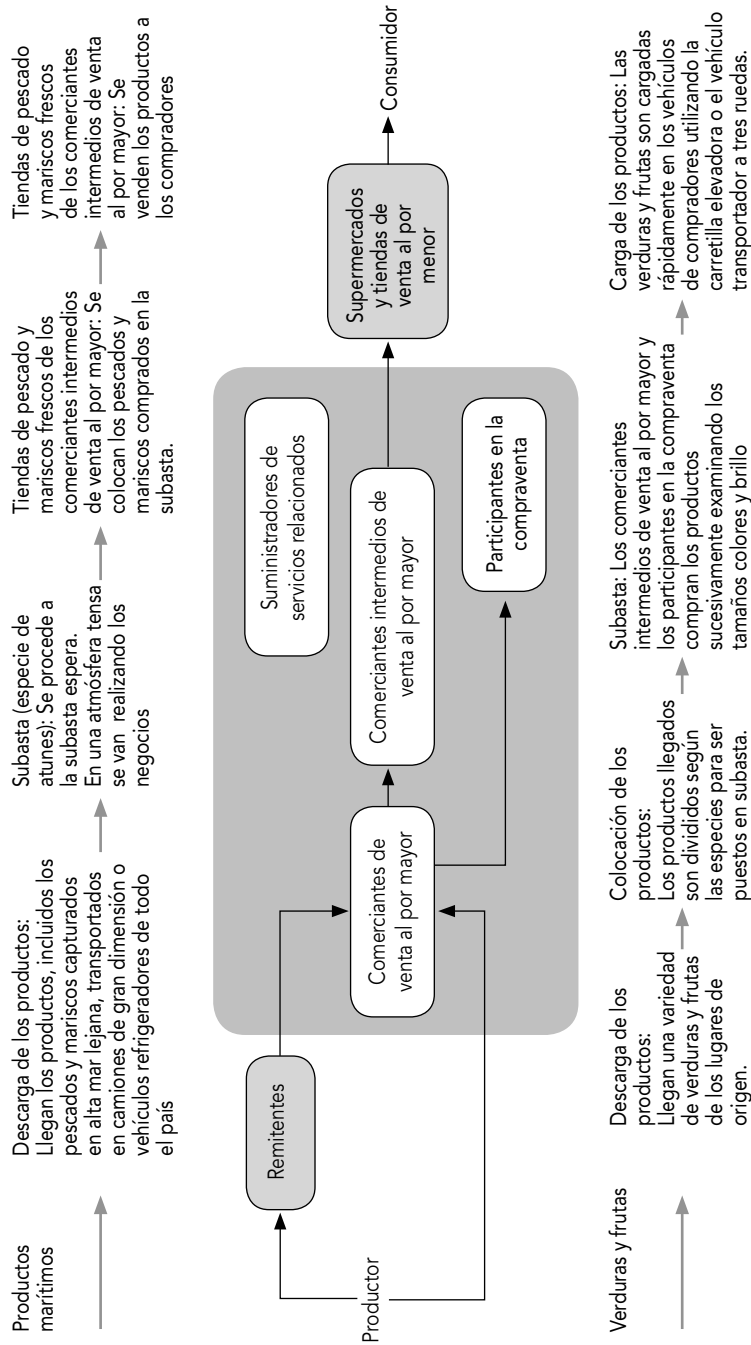 Productos
marítimos
Descarga de los productos:
Llegan los productos, incluidos los
pescados y mariscos capturados
en alta mar lejana, transportados
en camiones de gran dimensión o
vehículos refrigeradores de todo
el país
Subasta (especie de
atunes): Se procede a
la subasta espera.
En una atmósfera tensa
se van realizando los
negocios
Tiendas de pescado y
mariscos frescos de los
comerciantes intermedios
de venta al por mayor: Se
colocan los pescados y
mariscos comprados en la
subasta.
Tiendas de pescado
y mariscos frescos
de los comerciantes
intermedios de venta
al por mayor: Se
venden los productos a
los compradores
Productor
Remitentes
Comerciantes de
venta al por mayor
Suministradores de
servicios relacionados
Comerciantes intermedios de
venta al por mayor
Participantes en la
compraventa
Supermercados
y tiendas de
venta al por
menor
Consumidor
Verduras y frutas
Descarga de los
productos:
Llegan una variedad
de verduras y frutas
de los lugares de
origen.
Colocación de los
productos:
Los productos llegados
son divididos según
las especies para ser
puestos en subasta.
Subasta: Los comerciantes
intermedios de venta al por mayor y
los participantes en la compraventa
compran los productos
sucesivamente examinando los
tamaños colores y brillo
Carga de los productos: Las
verduras y frutas son cargadas
rápidamente en los vehículos
de compradores utilizando la
carretilla elevadora o el vehículo
transportador a tres ruedas.